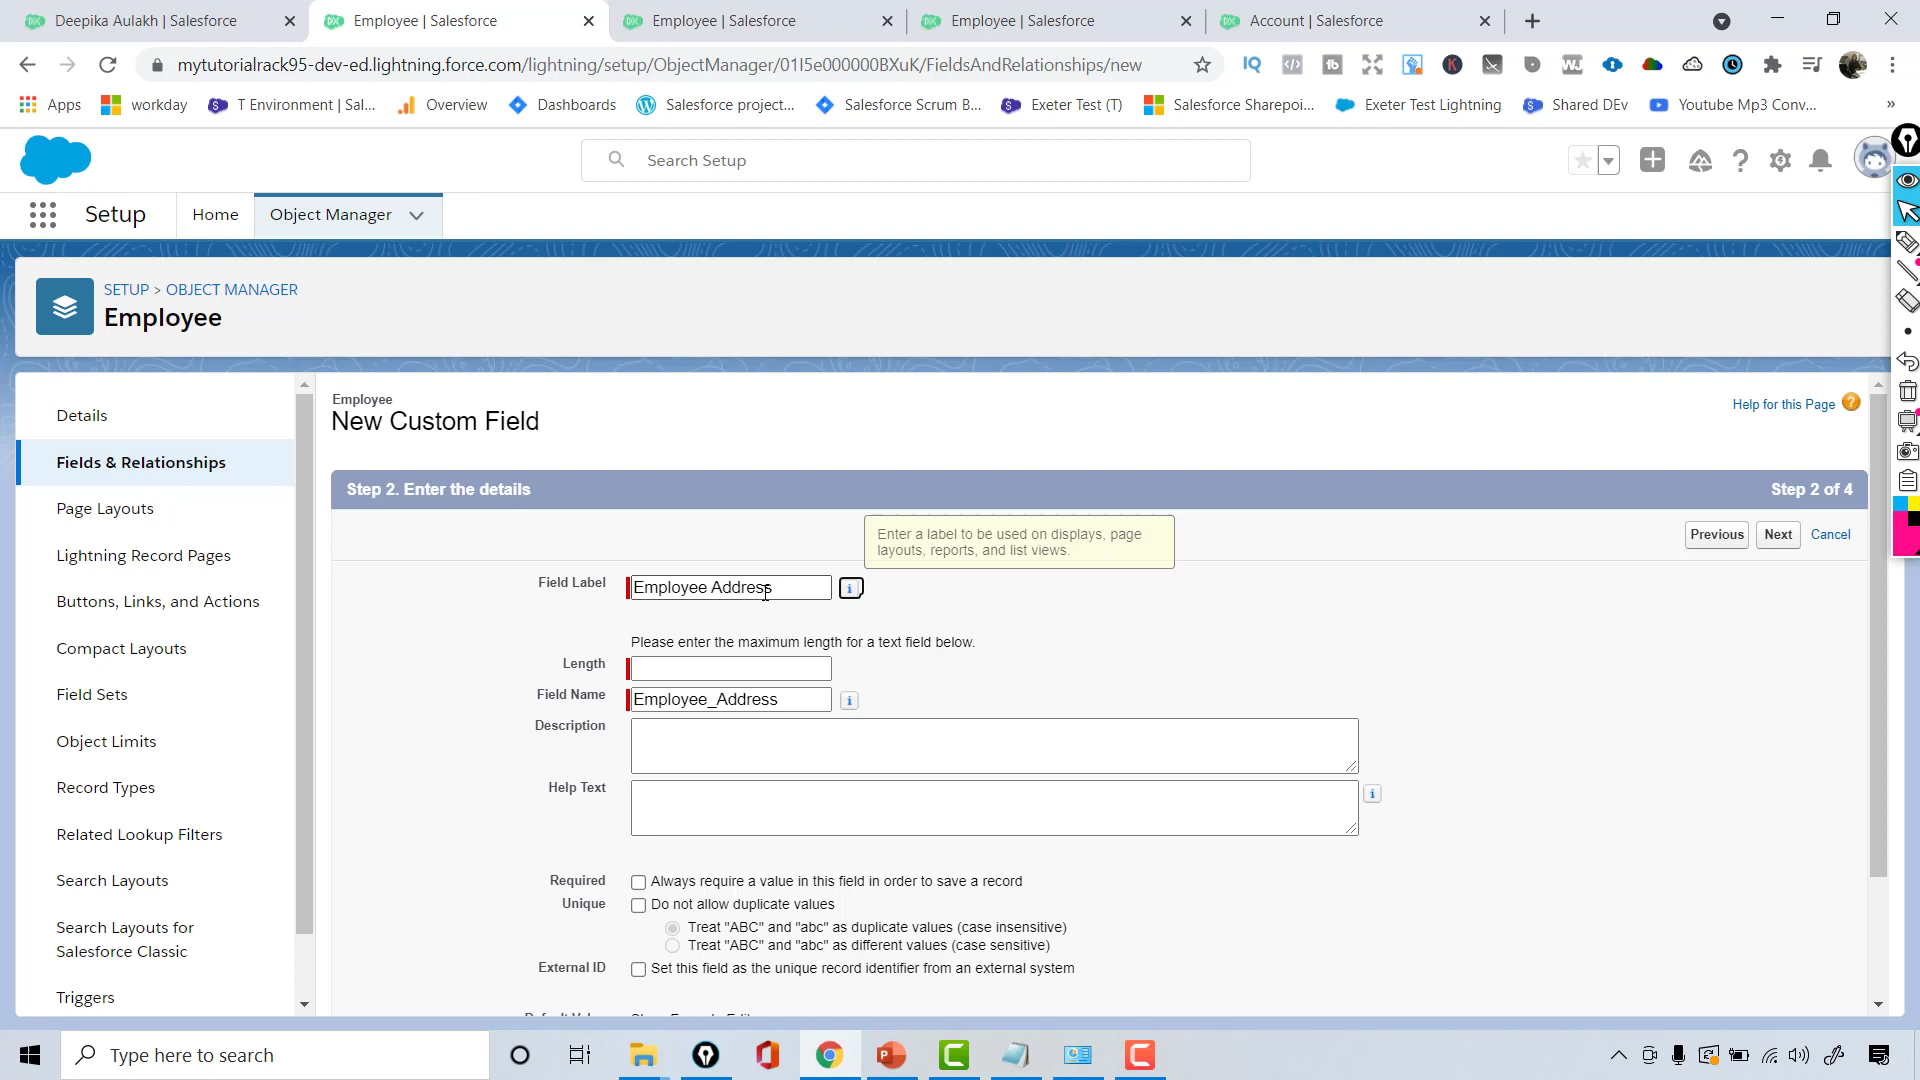 Deepika Aulakh | Salesforce
Employee | Salesforce
Employee | Salesforce
Employee | Salesforce
Account | Salesforce
mytutorialrack95-dev-ed.lightning.force.com/lightning/setup/ObjectManager/01I5e000000BXuK/FieldsAndRelationships/new
Apps
workday
T Environment | Sal...
Overview
Dashboards
Salesforce project...
Salesforce Scrum B...
Exeter Test (T)
Salesforce Sharepoi...
Exeter Test Lightning
Shared DEv
Youtube Mp3 Conv...
Search Setup
Setup
Home
Object Manager
SETUP > OBJECT MANAGER
Employee
Details
Fields & Relationships
Page Layouts
Lightning Record Pages
Buttons, Links, and Actions
Compact Layouts
Field Sets
Object Limits
Record Types
Related Lookup Filters
Search Layouts
Search Layouts for
Salesforce Classic
Triggers
Employee
New Custom Field
Help for this Page
Step 2. Enter the details
Step 2 of 4
Enter a label to be used on displays, page
layouts, reports, and list views.
Previous
Next
Cancel
Field Label
Employee Address
Please enter the maximum length for a text field below.
Length
Field Name
Employee_Address
Description
Help Text
Required
Always require a value in this field in order to save a record
Unique
Do not allow duplicate values
Treat "ABC" and "abc" as duplicate values (case insensitive)
Treat "ABC" and "abc" as different values (case sensitive)
External ID
Set this field as the unique record identifier from an external system
Type here to search